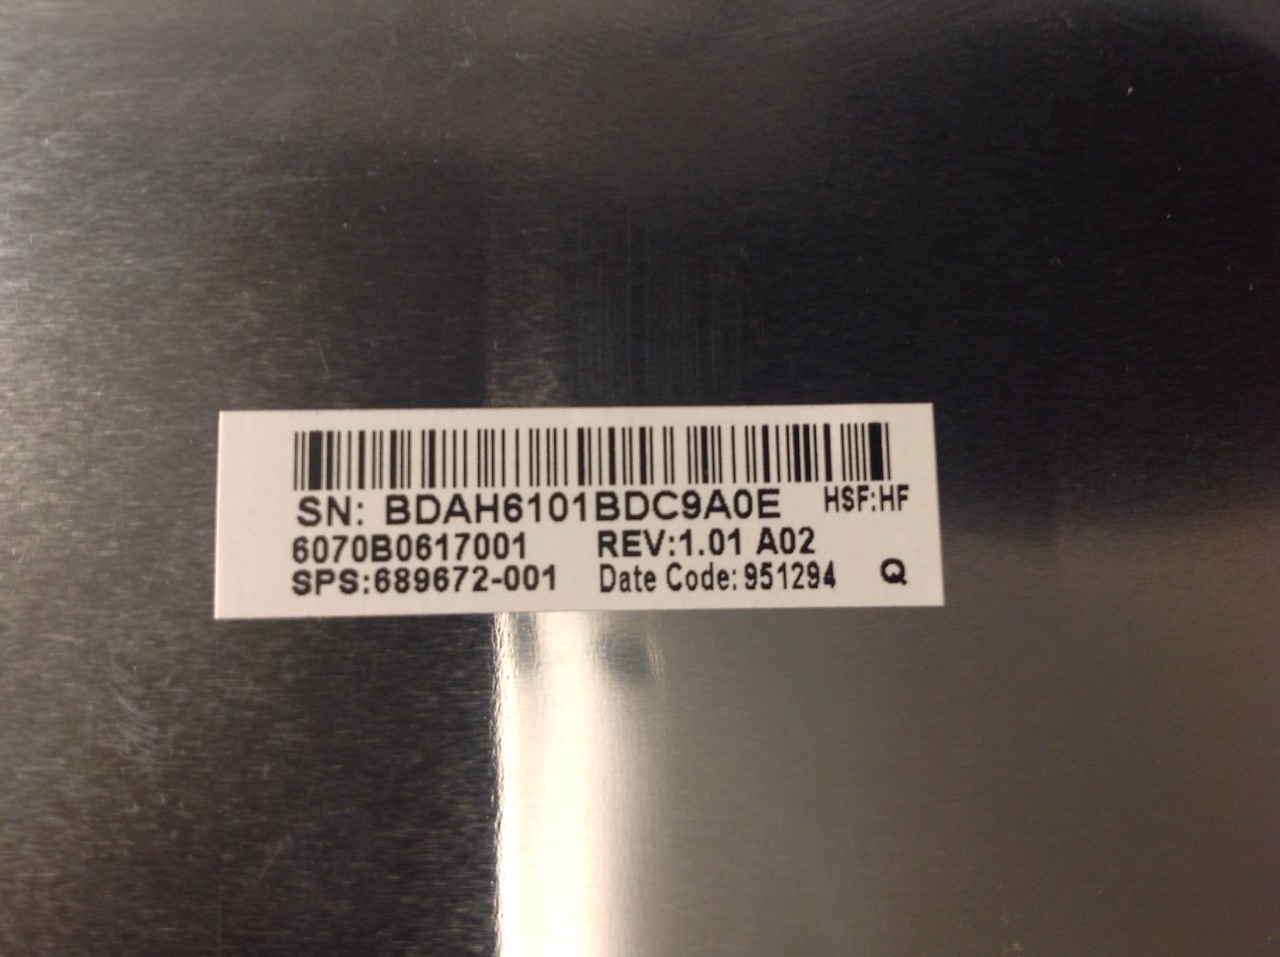 SN: BDAH6101BDC9A0E HSF:HF
6070B0617001 REV:1.01 A02
SPS:689672-001 Date Code: 951294 Q